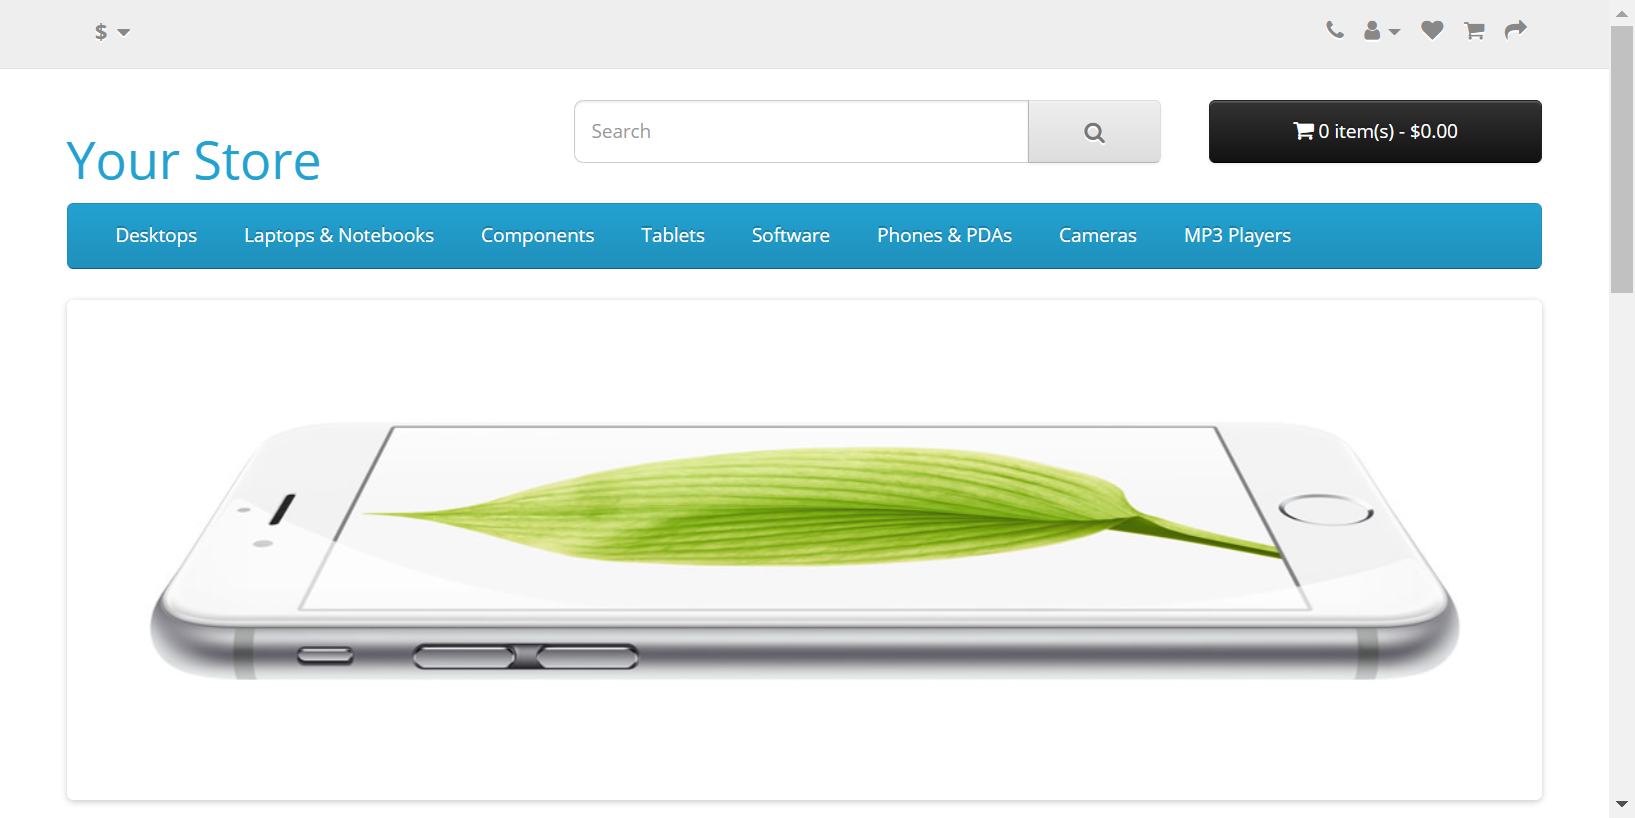 $
Search
0 item(s) - $0.00
Your Store
Desktops Laptops & Notebooks Components Tablets Software Phones & PDAs Cameras MP3 Players